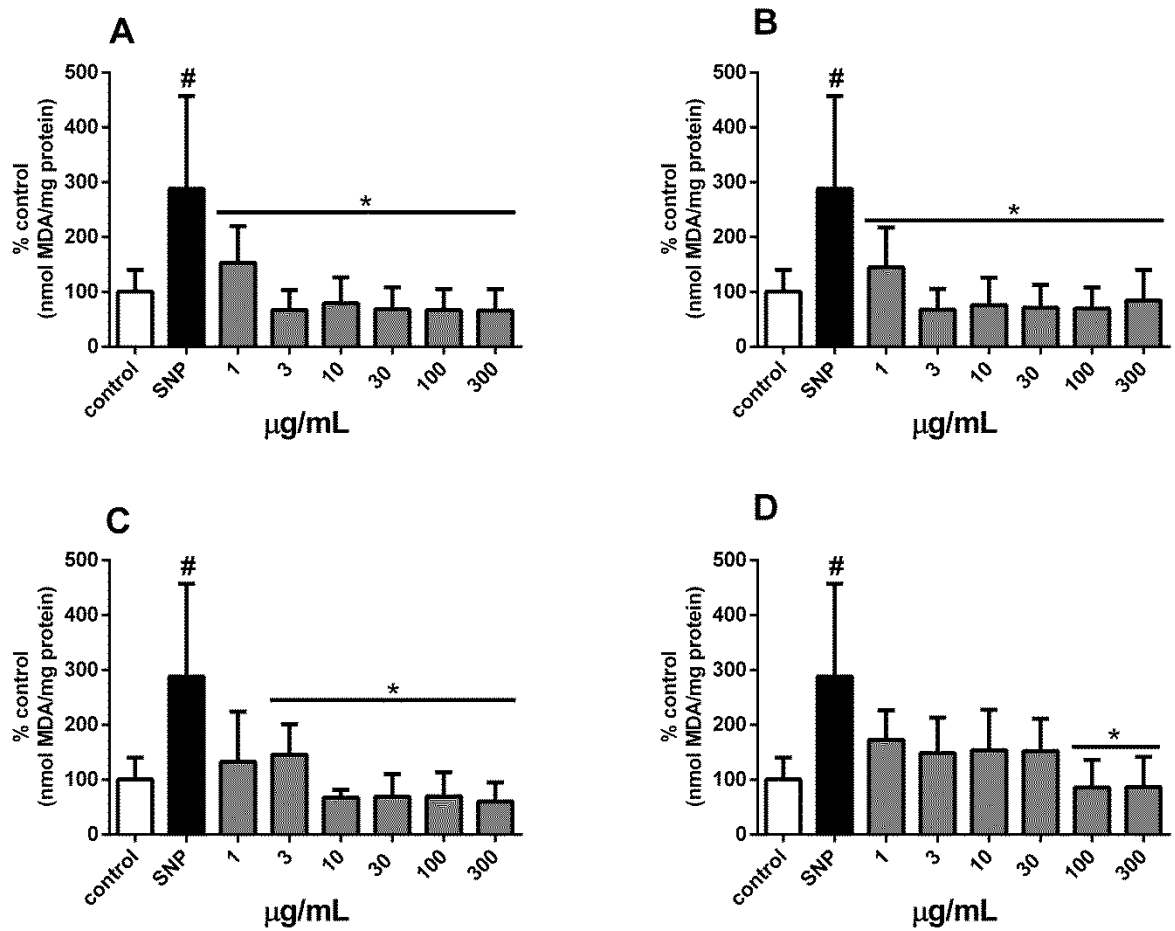 A
% control
(nmol MDA/mg protein)
500
400
300
200
100
0
#
*
control
SNP
1
3
10
30
100
300
μg/mL
B
% control
(nmol MDA/mg protein)
500
400
300
200
100
0
#
*
control
SNP
1
3
10
30
100
300
μg/mL
C
% control
(nmol MDA/mg protein)
500
400
300
200
100
0
#
*
control
SNP
1
3
10
30
100
300
μg/mL
D
% control
(nmol MDA/mg protein)
500
400
300
200
100
0
#
*
control
SNP
1
3
10
30
100
300
μg/mL